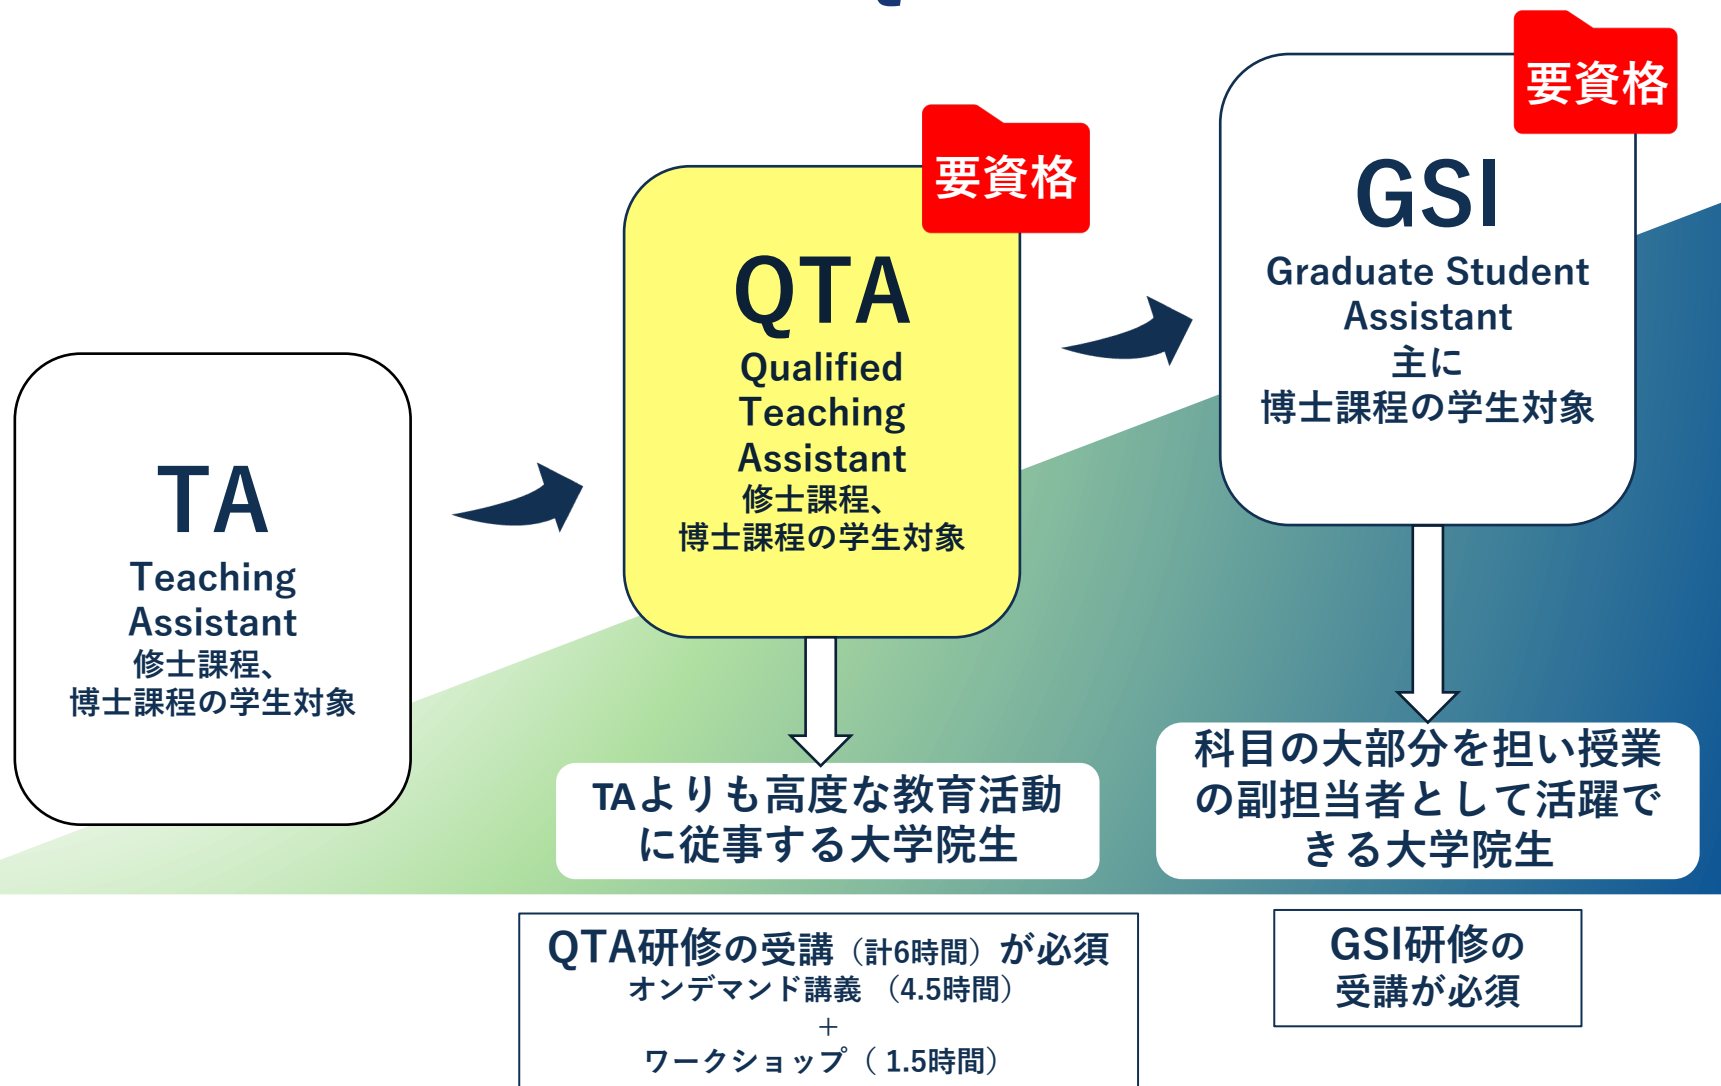 TA
Teaching
Assistant
修士課程、
博士課程の学生対象
要資格
QTA
Qualified
Teaching
Assistant
修士課程、
博士課程の学生対象
要資格
GSI
Graduate Student
Assistant
主に
博士課程の学生対象
TAよりも高度な教育活動
に従事する大学院生
科目の大部分を担い授業
の副担当者として活躍で
きる大学院生
QTA研修の受講（計6時間）が必須
オンデマンド講義 （4.5時間）
＋
ワークショップ（ 1.5時間）
GSI研修の
受講が必須